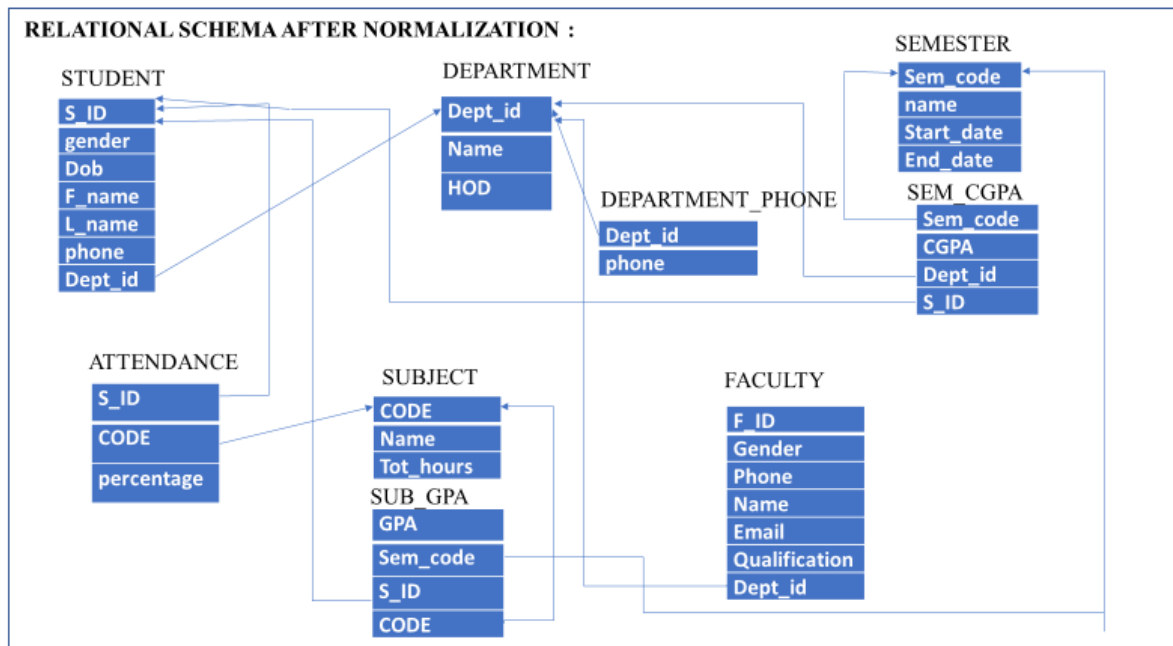 RELATIONAL SCHEMA AFTER NORMALIZATION :
STUDENT
S_ID
gender
Dob
F_name
L_name
phone
Dept_id
DEPARTMENT
Dept_id
Name
HOD
DEPARTMENT_PHONE
Dept_id
phone
SEMESTER
Sem_code
name
Start_date
End_date
SEM_CGPA
Sem_code
CGPA
Dept_id
S_ID
ATTENDANCE
S_ID
CODE
percentage
SUBJECT
CODE
Name
Tot_hours
SUB_GPA
GPA
Sem_code
S_ID
CODE
FACULTY
F_ID
Gender
Phone
Name
Email
Qualification
Dept_id